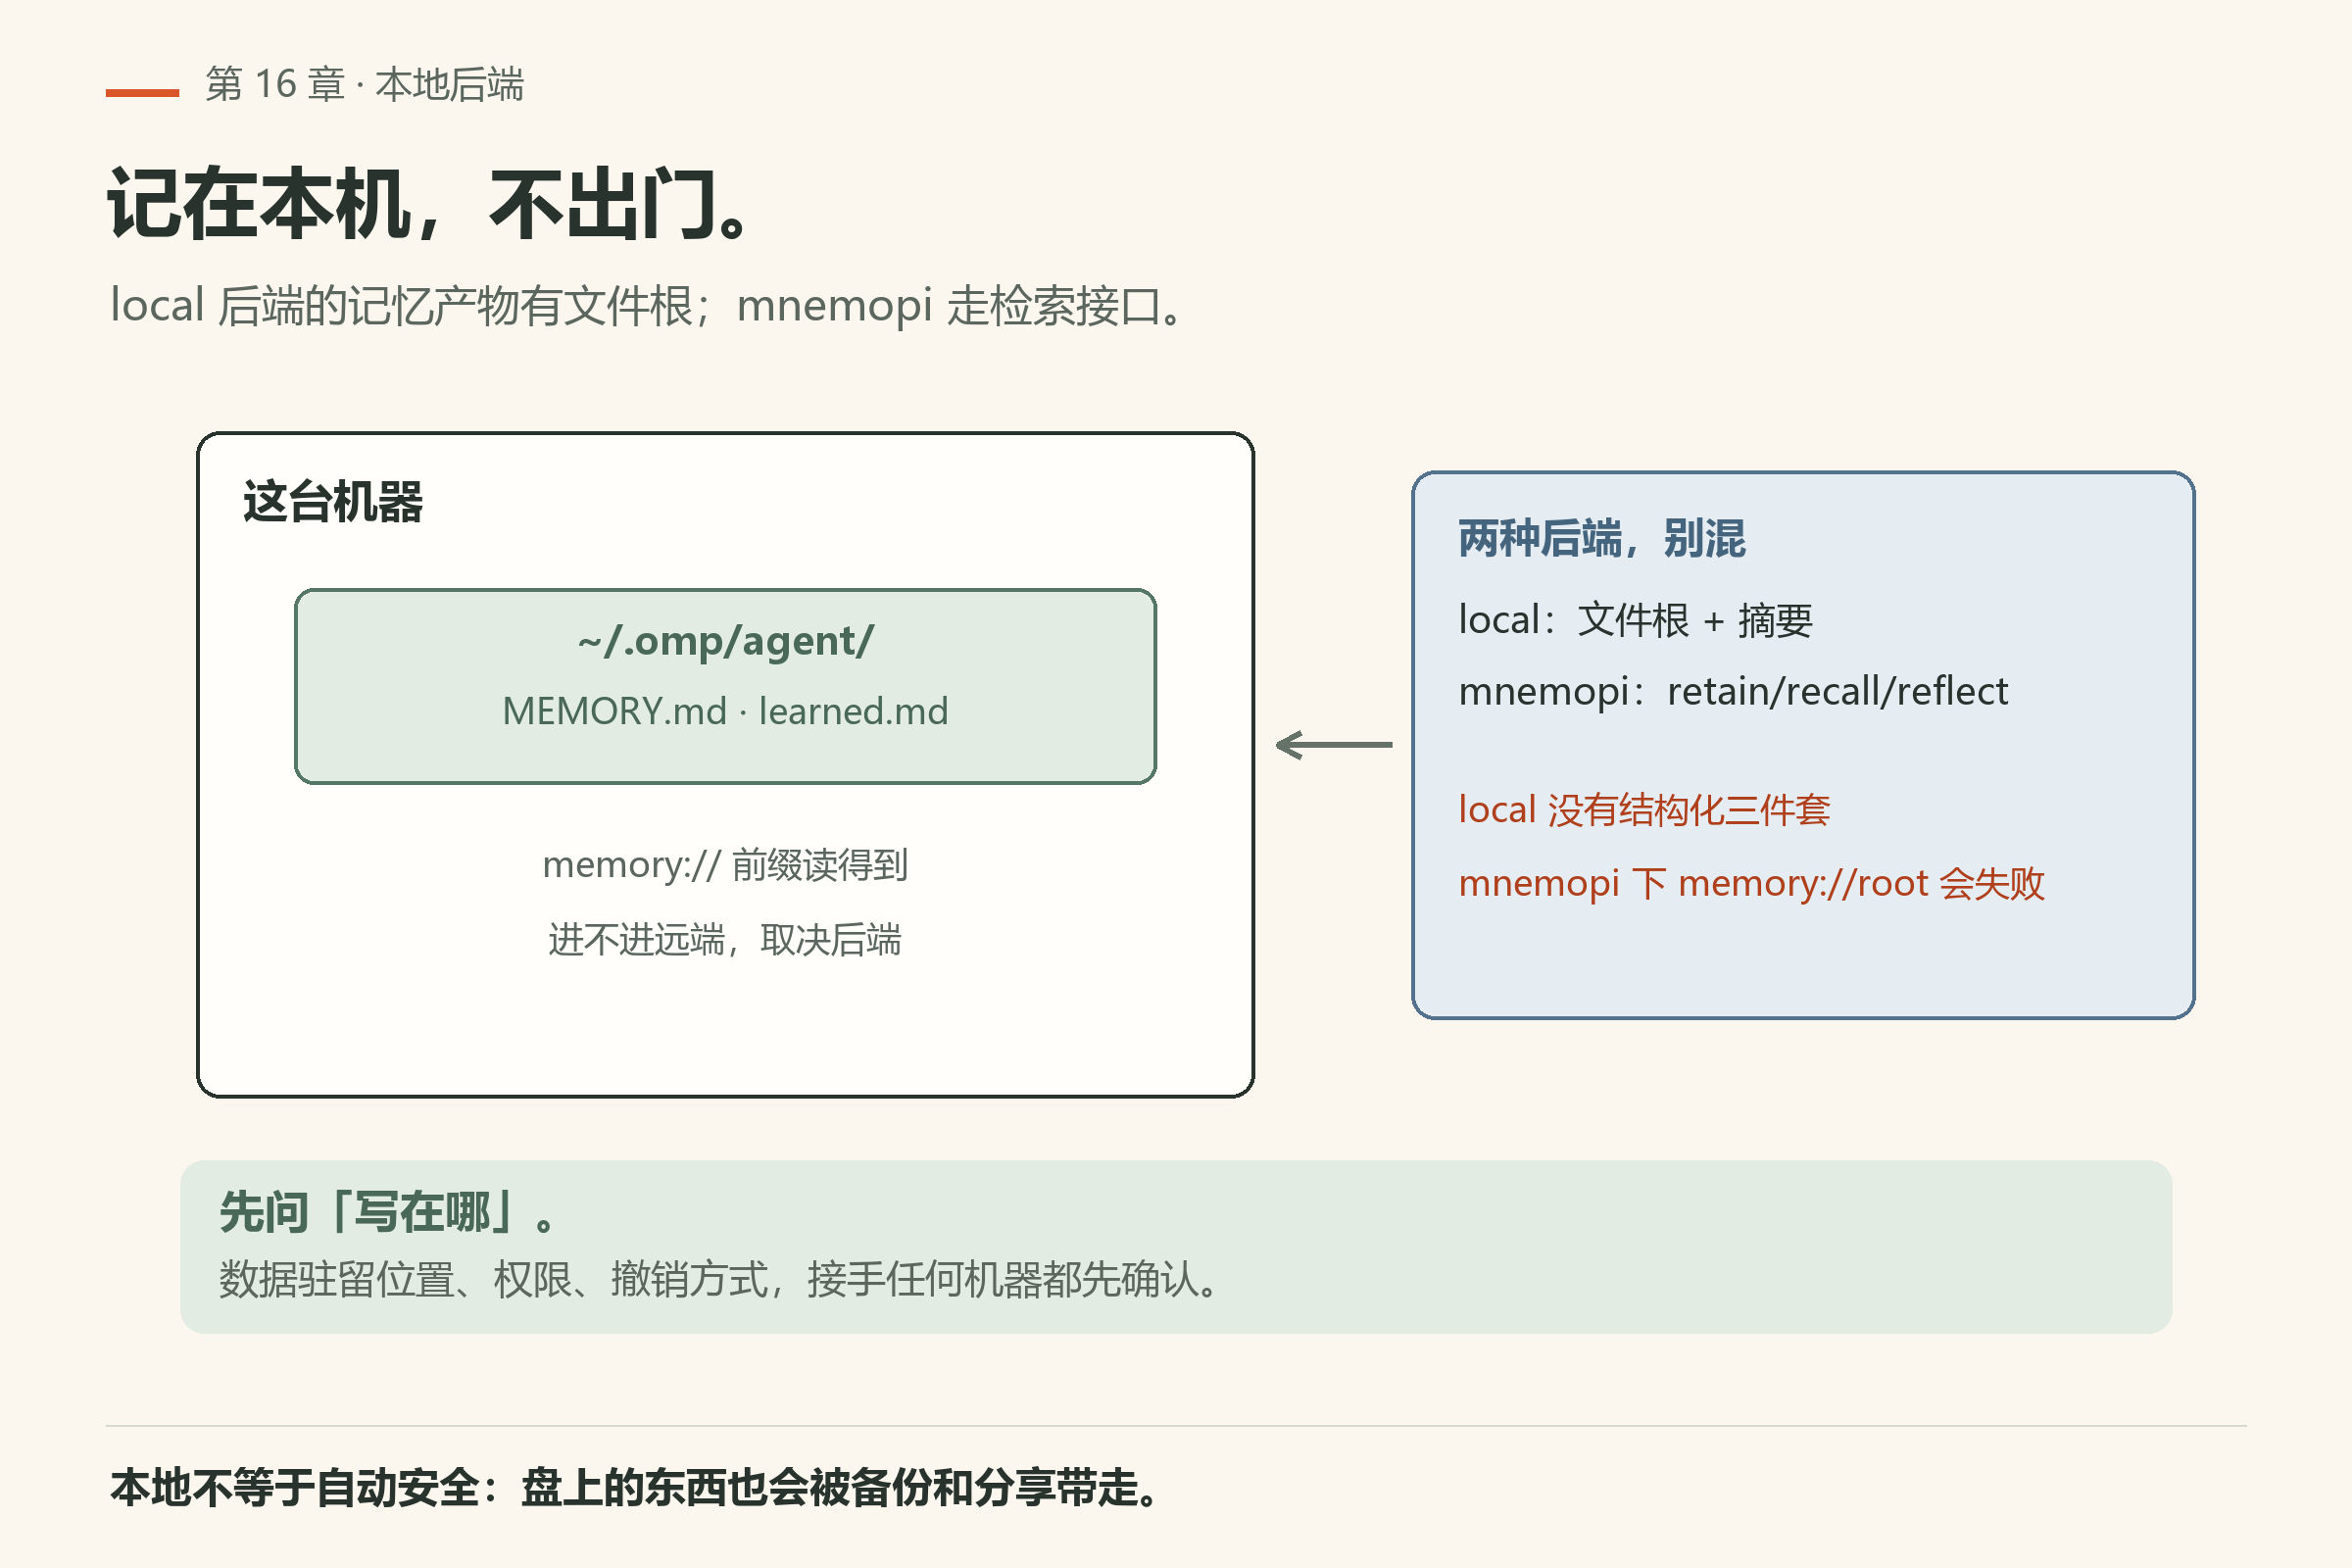 第 16 章 · 本地后端
记在本机，不出门。
local 后端的记忆产物有文件根；mnemopi 走检索接口。
这台机器
~/.omp/agent/
MEMORY.md · learned.md
memory:// 前缀读得到
进不进远端，取决后端
两种后端，别混
local：文件根 + 摘要
mnemopi：retain/recall/reflect
local 没有结构化三件套
mnemopi 下 memory://root 会失败
先问「写在哪」。
数据驻留位置、权限、撤销方式，接手任何机器都先确认。
本地不等于自动安全：盘上的东西也会被备份和分享带走。